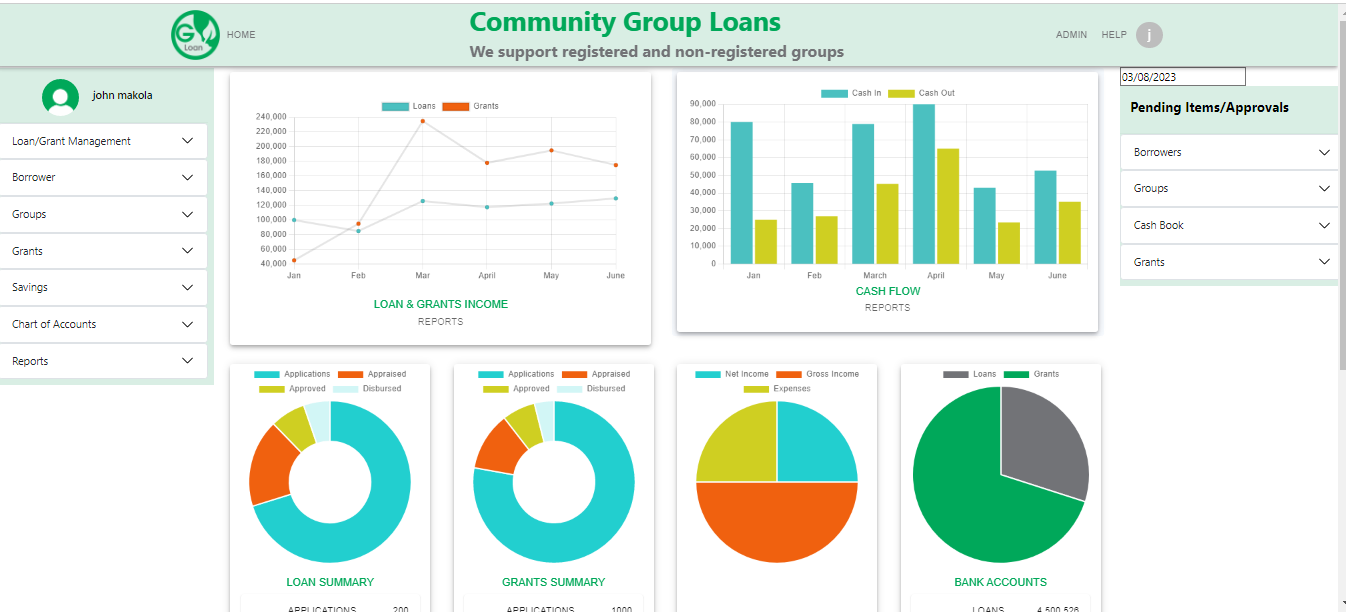 G
Loan
HOME
Community Group Loans
We support registered and non-registered groups
ADMIN
HELP
j
john makola
Loan/Grant Management
Borrower
Groups
Grants
Savings
Chart of Accounts
Reports
Loans Grants
240,000
220,000
200,000
180,000
160,000
140,000
120,000
100,000
80,000
60,000
40,000
Jan Feb Mar April May June
LOAN & GRANTS INCOME
REPORTS
Cash In Cash Out
90,000
80,000
70,000
60,000
50,000
40,000
30,000
20,000
10,000
0
Jan Feb March April May June
CASH FLOW
REPORTS
03/08/2023
Pending Items/Approvals
Borrowers
Groups
Cash Book
Grants
Applications Appraised
Approved Disbursed
LOAN SUMMARY
APPLICATIONS 200
Applications Appraised
Approved Disbursed
GRANTS SUMMARY
APPLICATIONS 1000
Net Income Gross Income
Expenses
Loans Grants
BANK ACCOUNTS
LOANS 4,500,526